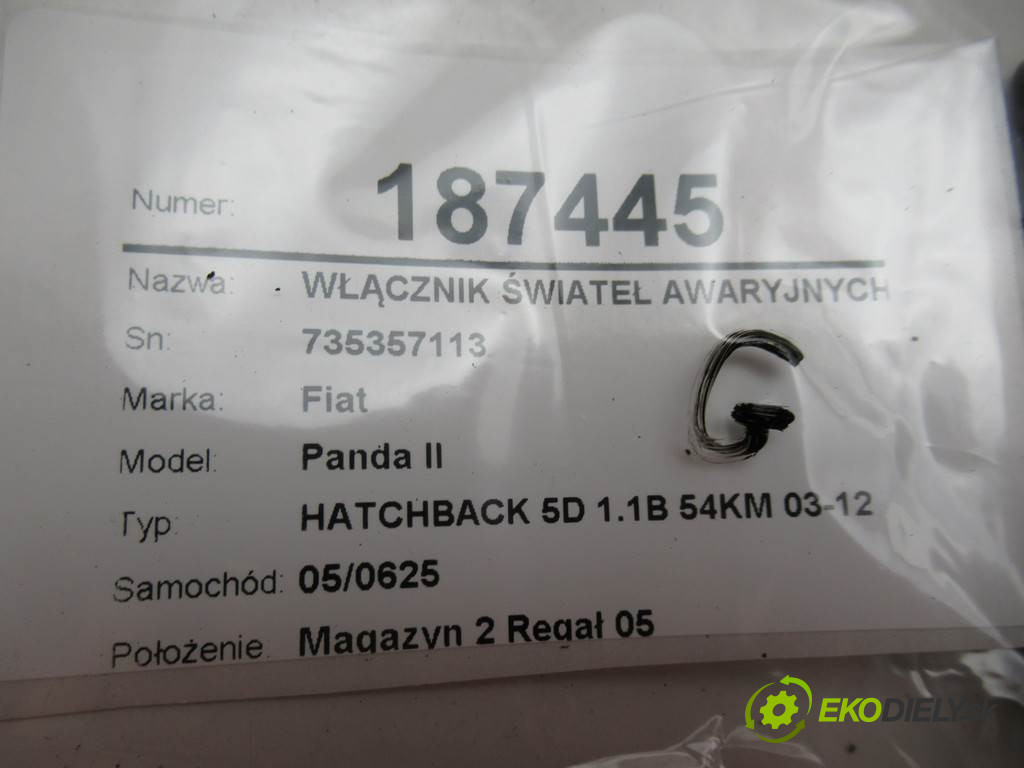 Numer: 187445
Nazwa: WŁĄCZNIK ŚWIATEŁ AWARYJNYCH
Sn: 735357113
Marka: Fiat
Model: Panda II
Typ: HATCHBACK 5D 1.1B 54KM 03-12
Samochód: 05/0625
Położenie: Magazyn 2 Regał 05
G
EKODIELY.SK